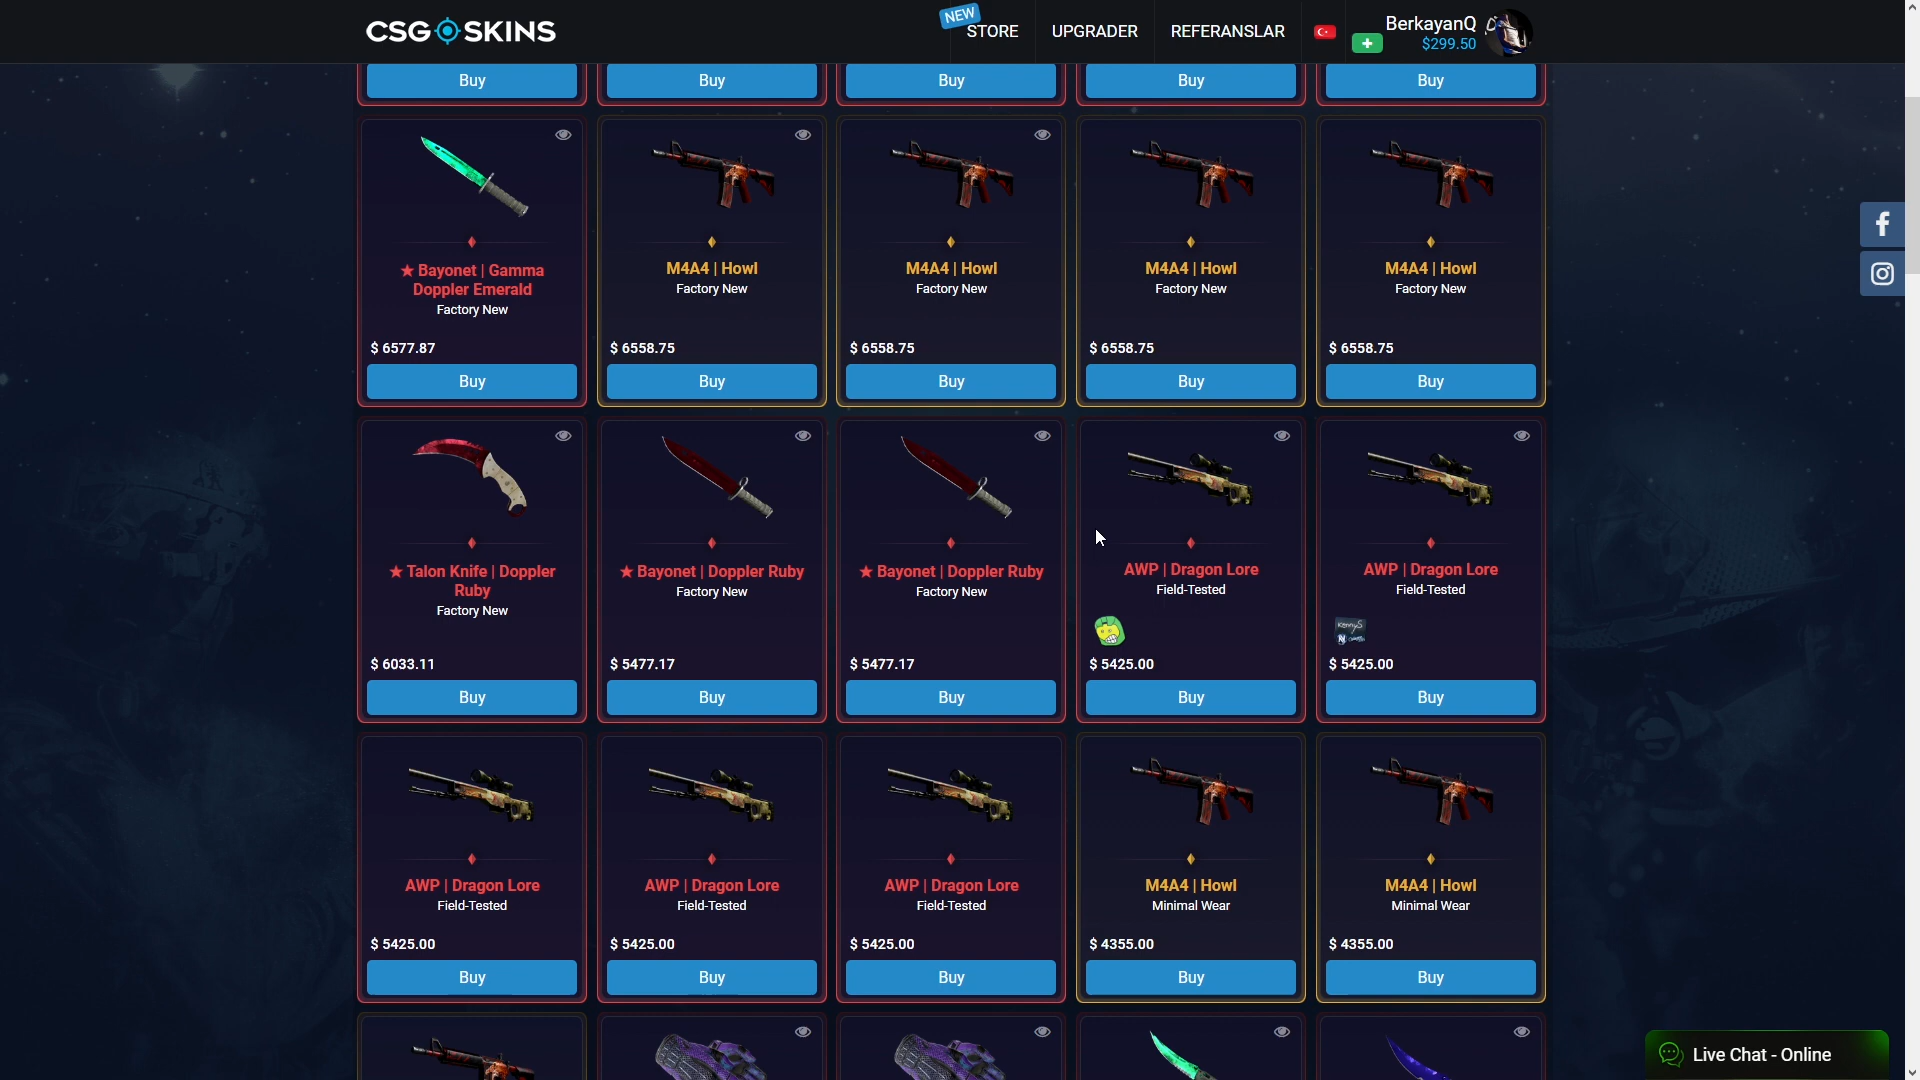 CSGOSKINS
NEW
STORE
UPGRADER
REFERANSLAR
BerkayanQ
$299.50
Buy
Buy
Buy
Buy
Buy
★ Bayonet | Gamma
Doppler Emerald
Factory New
$ 6577.87
Buy
M4A4 | Howl
Factory New
$ 6558.75
Buy
M4A4 | Howl
Factory New
$ 6558.75
Buy
M4A4 | Howl
Factory New
$ 6558.75
Buy
M4A4 | Howl
Factory New
$ 6558.75
Buy
★ Talon Knife | Doppler
Ruby
Factory New
$ 6033.11
Buy
★ Bayonet | Doppler Ruby
Factory New
$ 5477.17
Buy
★ Bayonet | Doppler Ruby
Factory New
$ 5477.17
Buy
AWP | Dragon Lore
Field-Tested
$ 5425.00
Buy
AWP | Dragon Lore
Field-Tested
kennyS
$ 5425.00
Buy
AWP | Dragon Lore
Field-Tested
$ 5425.00
Buy
AWP | Dragon Lore
Field-Tested
$ 5425.00
Buy
AWP | Dragon Lore
Field-Tested
$ 5425.00
Buy
M4A4 | Howl
Minimal Wear
$ 4355.00
Buy
M4A4 | Howl
Minimal Wear
$ 4355.00
Buy
Live Chat - Online